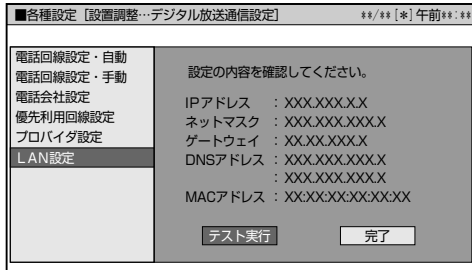 ■各種設定［設置調整…デジタル放送通信設定］ **/**[*]午前**:**
電話回線設定・自動
電話回線設定・手動
電話会社設定
優先利用回線設定
プロバイダ設定
LAN設定
設定の内容を確認してください。
IPアドレス ：XXX.XXX.X.X
ネットマスク ：XXX.XXX.XXX.X
ゲートウェイ ：XX.XX.XXX.X
DNSアドレス ：XXX.XXX.XXX.X
：XXX.XXX.XXX.X
MACアドレス ：XX:XX:XX:XX:XX:XX
テスト実行 完了